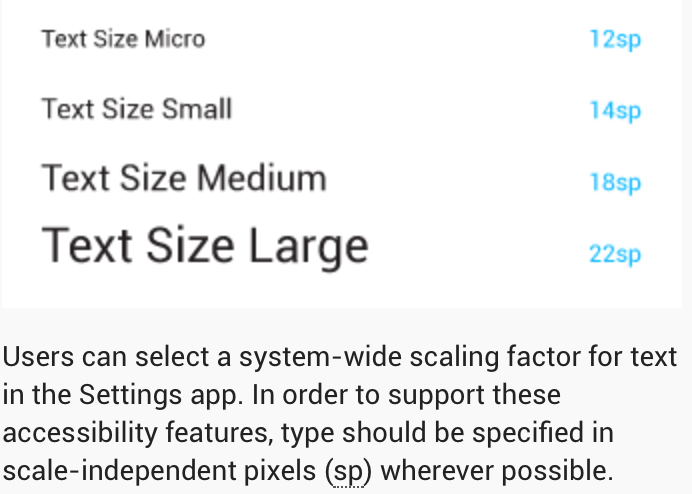 Text Size Micro 12sp
Text Size Small 14sp
Text Size Medium 18sp
Text Size Large 22sp
Users can select a system-wide scaling factor for text
in the Settings app. In order to support these
accessibility features, type should be specified in
scale-independent pixels (sp) wherever possible.